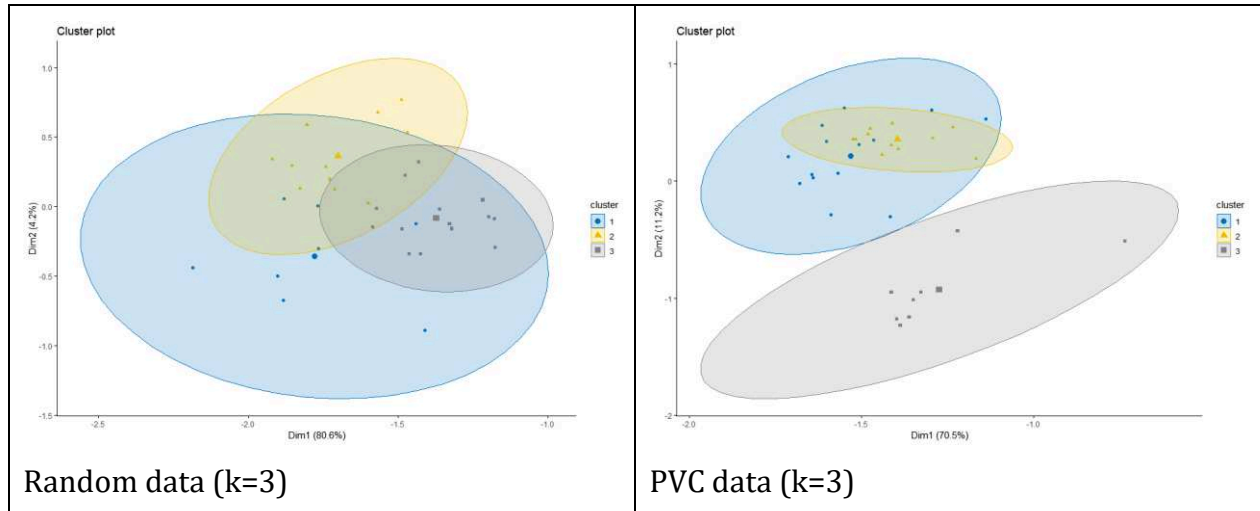 Cluster plot
1.0
0.5
0.0
-0.5
-1.0
-1.5
Dim2 (4.2%)
-2.5
-2.0
-1.5
-1.0
Dim1 (80.6%)
cluster
1
2
3
Random data (k=3)
Cluster plot
1
0
-1
-2
Dim2 (11.2%)
-2.0
-1.5
-1.0
Dim1 (70.5%)
cluster
1
2
3
PVC data (k=3)